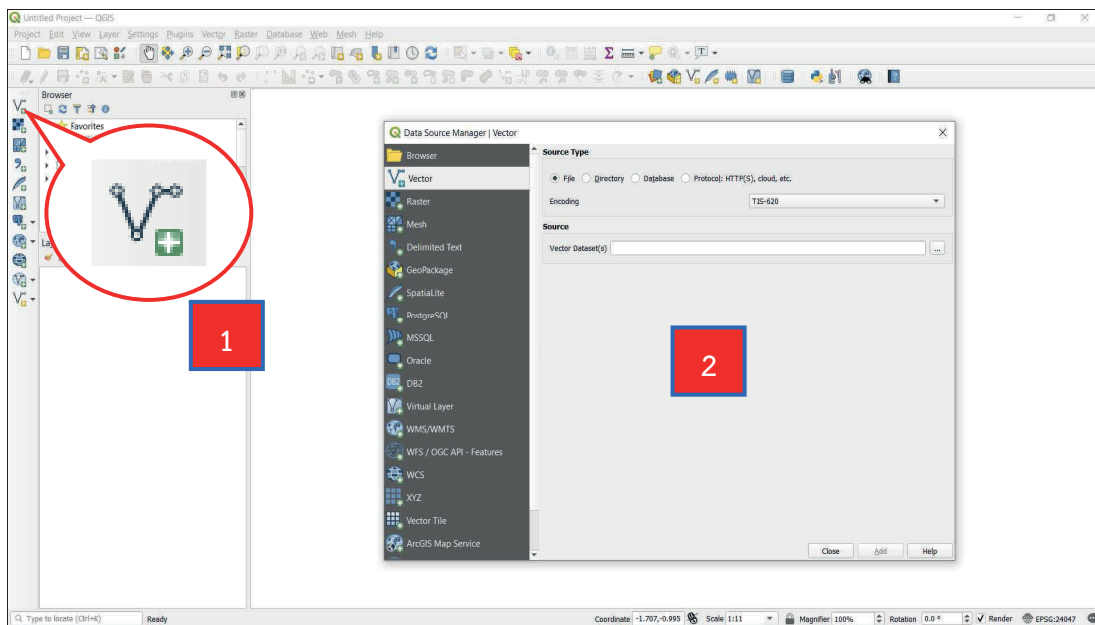 Untitled Project — QGIS
Project Edit View Layer Settings Plugins Vector Raster Database Web Mesh Help
Browser
Favorites
1
Data Source Manager | Vector
Browser
Vector
Raster
Mesh
Delimited Text
GeoPackage
SpatiaLite
PostgreSQL
MSSQL
Oracle
DB2
Virtual Layer
WMS/WMTS
WFS / OGC API - Features
WCS
XYZ
Vector Tile
ArcGIS Map Service
Source Type
File Directory Database Protocol: HTTP(S), cloud, etc.
Encoding TIS-620
Source
Vector Dataset(s) ...
2
Close Add Help
Type to locate (Ctrl+K) Ready Coordinate -1.707,-0.995 Scale 1:11 Magnifier 100% Rotation 0.0 ° Render EPSG:24047